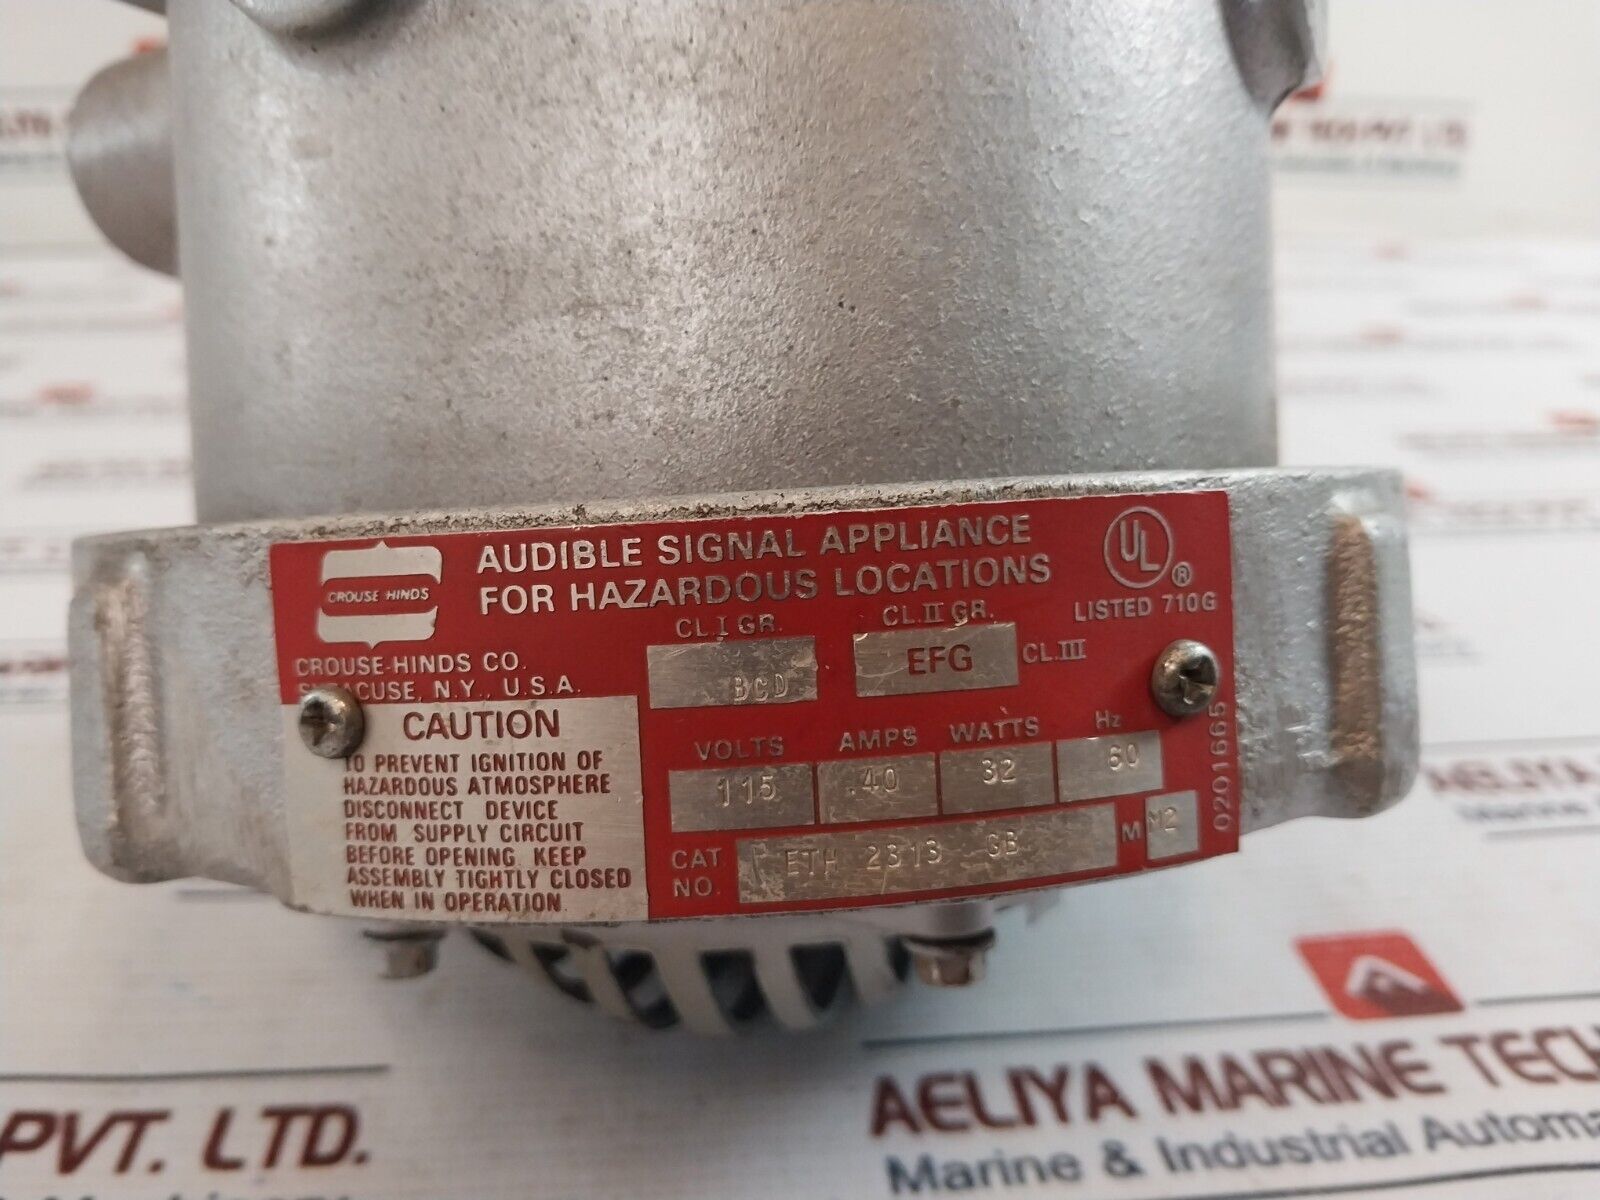 CROUSE HINDS
AUDIBLE SIGNAL APPLIANCE
FOR HAZARDOUS LOCATIONS
UL
®
LISTED 710G
CROUSE-HINDS CO.
SYRACUSE, N.Y., U.S.A.
CL.I GR.
BCD
CL.II GR.
EFG
CL.III
CAUTION
TO PREVENT IGNITION OF
HAZARDOUS ATMOSPHERE
DISCONNECT DEVICE
FROM SUPPLY CIRCUIT
BEFORE OPENING. KEEP
ASSEMBLY TIGHTLY CLOSED
WHEN IN OPERATION.
VOLTS
115
AMPS
.40
WATTS
32
Hz
60
CAT.
NO.
ETH 2313 GB
M
M2
0201665
PVT. LTD.
AELIYA MARINE TECH
Marine & Industrial Automa